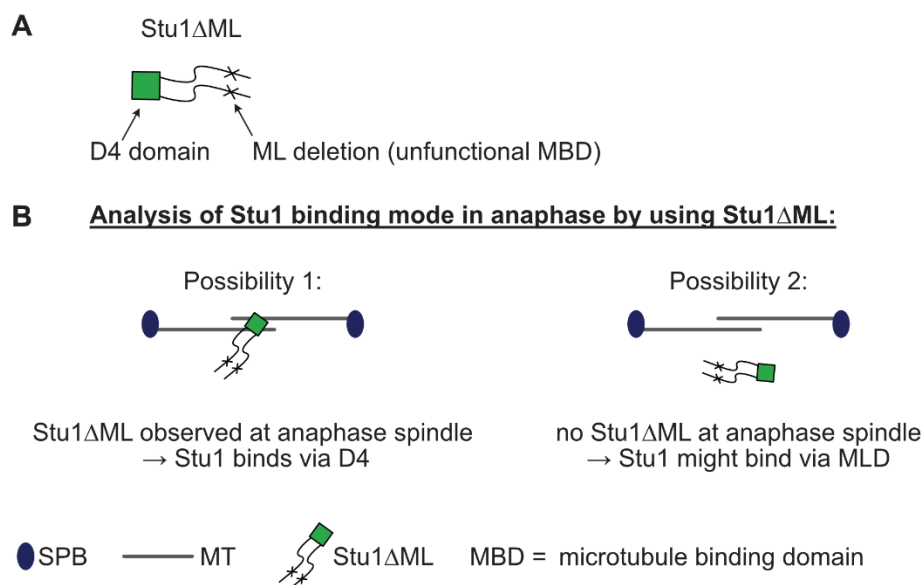 A
Stu1ΔML
D4 domain
ML deletion (unfunctional MBD)
B
Analysis of Stu1 binding mode in anaphase by using Stu1ΔML:
Possibility 1:
Possibility 2:
Stu1ΔML observed at anaphase spindle
→ Stu1 binds via D4
no Stu1ΔML at anaphase spindle
→ Stu1 might bind via MLD
SPB
MT
Stu1ΔML
MBD = microtubule binding domain